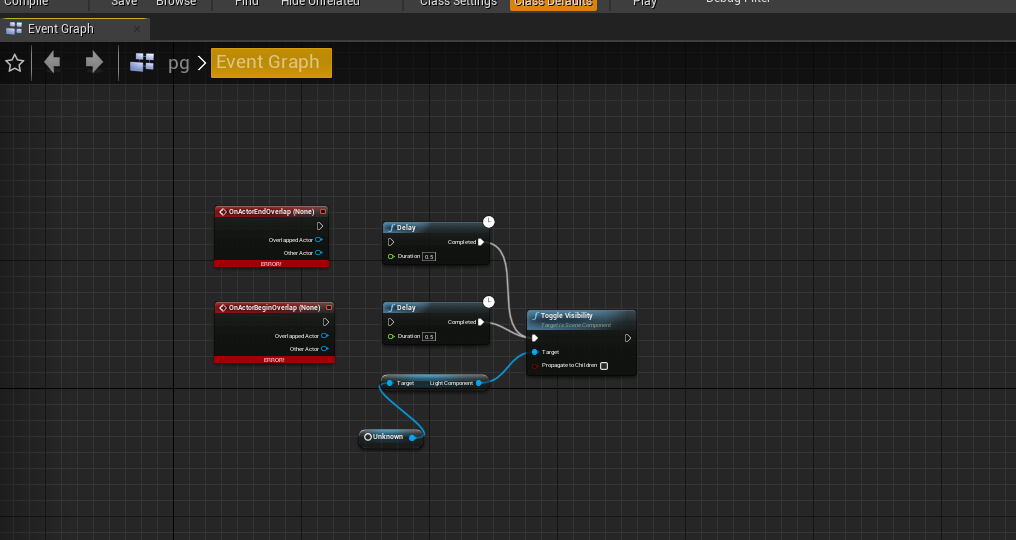 Compile Save Browse Find Hide Unrelated Class Settings Class Defaults Play Debug Filter
Event Graph
pg Event Graph
OnActorEndOverlap (None)
Overlapped Actor
Other Actor
ERROR!
Delay
Completed
Duration 0.5
OnActorBeginOverlap (None)
Overlapped Actor
Other Actor
ERROR!
Delay
Completed
Duration 0.5
Toggle Visibility
Target is Scene Component
Target
Propagate to Children
Target Light Component
Unknown